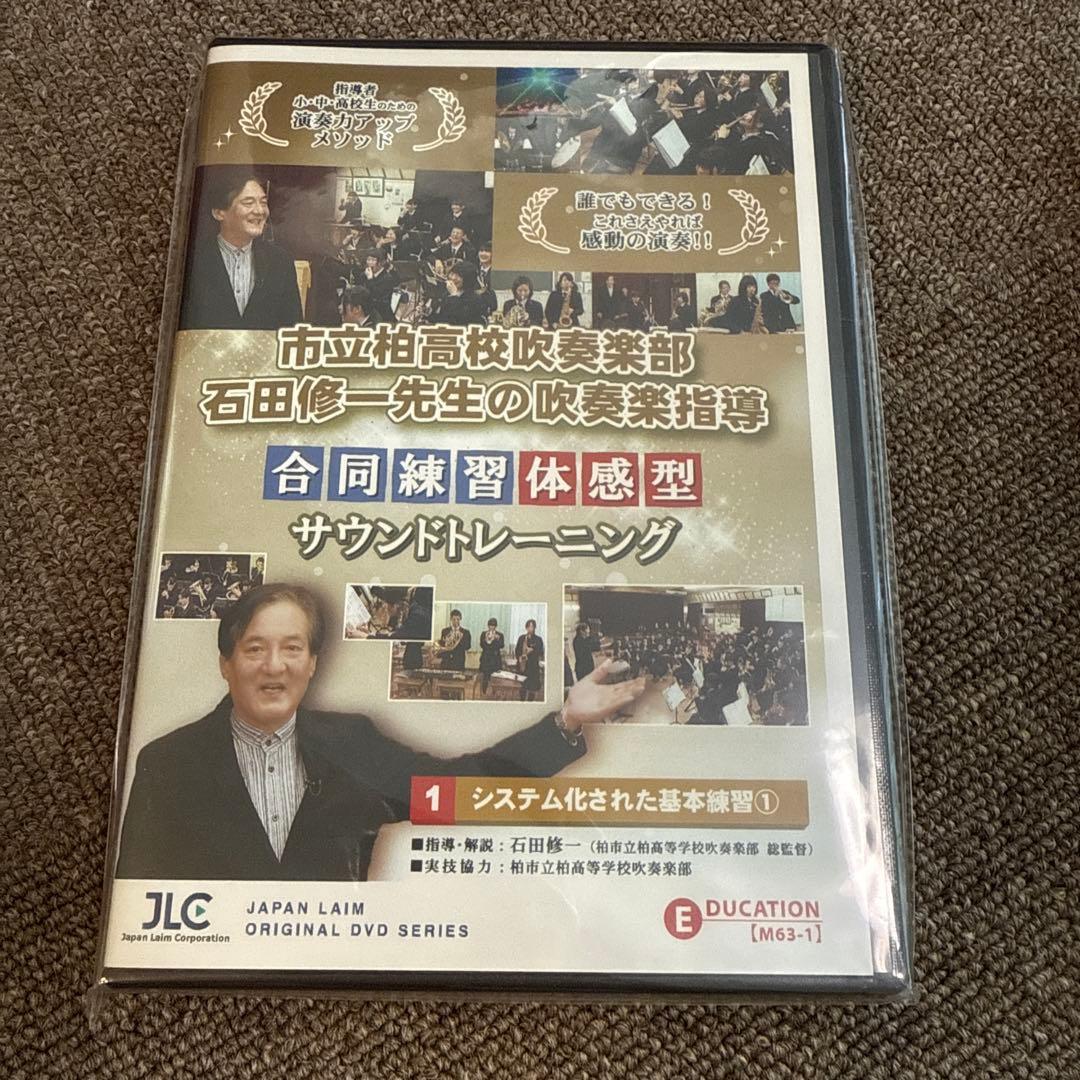 指導者
小・中・高校生のための
演奏力アップ
メソッド
誰でもできる！
これさえやれば
感動の演奏!!
市立柏高校吹奏楽部
石田修一先生の吹奏楽指導
合同練習体感型
サウンドトレーニング
1 システム化された基本練習①
■指導・解説：石田修一（柏市立柏高等学校吹奏楽部 総監督）
■実技協力：柏市立柏高等学校吹奏楽部
JLC
Japan Laim Corporation
JAPAN LAIM
ORIGINAL DVD SERIES
EDUCATION
【M63-1】